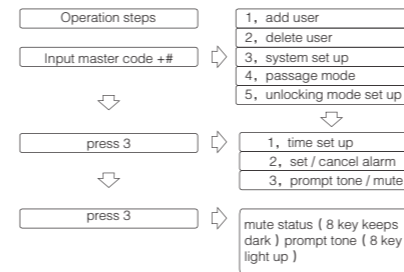 Operation steps
Input master code +#
1, add user
2, delete user
3, system set up
4, passage mode
5, unlocking mode set up
press 3
1, time set up
2, set / cancel alarm
3, prompt tone / mute
press 3
mute status ( 8 key keeps
dark ) prompt tone ( 8 key
light up )